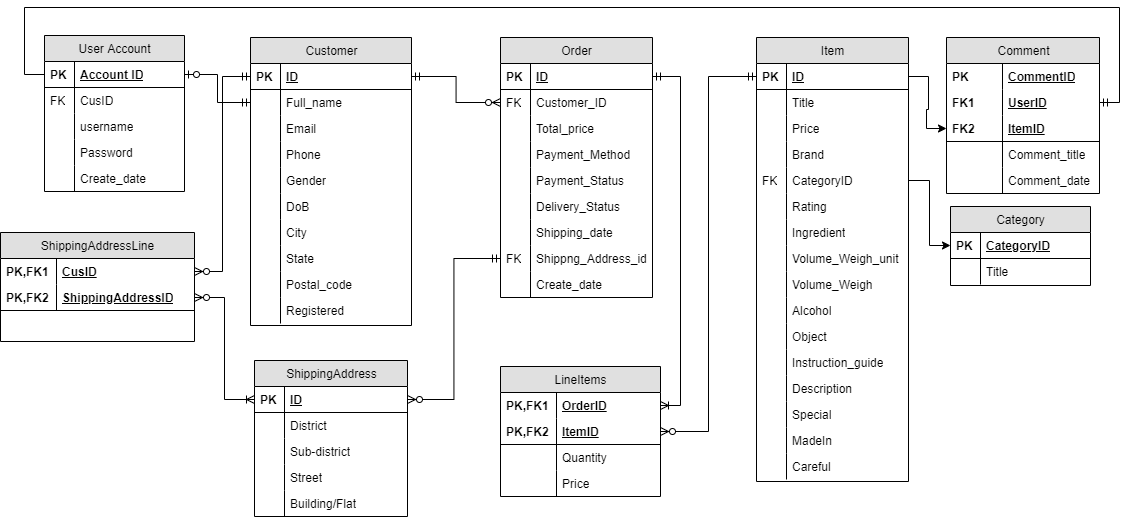 User Account
PK Account ID
FK CusID
username
Password
Create_date
Customer
PK ID
Full_name
Email
Phone
Gender
DoB
City
State
Postal_code
Registered
Order
PK ID
FK Customer_ID
Total_price
Payment_Method
Payment_Status
Delivery_Status
Shipping_date
FK Shippng_Address_id
Create_date
Item
PK ID
Title
Price
Brand
FK CategoryID
Rating
Ingredient
Volume_Weigh_unit
Volume_Weigh
Alcohol
Object
Instruction_guide
Description
Special
MadeIn
Careful
Comment
PK CommentID
FK1 UserID
FK2 ItemID
Comment_title
Comment_date
Category
PK CategoryID
Title
ShippingAddressLine
PK,FK1 CusID
PK,FK2 ShippingAddressID
ShippingAddress
PK ID
District
Sub-district
Street
Building/Flat
LineItems
PK,FK1 OrderID
PK,FK2 ItemID
Quantity
Price